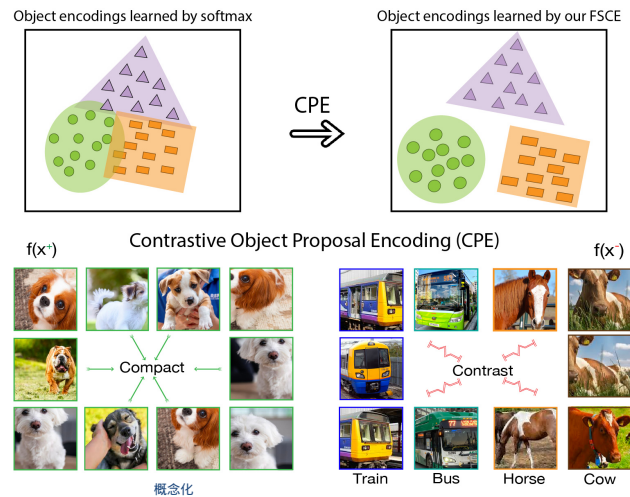 Object encodings learned by softmax
Object encodings learned by our FSCE
CPE
Contrastive Object Proposal Encoding (CPE)
f(x⁺)
f(x⁻)
Compact
Contrast
Train
Bus
Horse
Cow
概念化